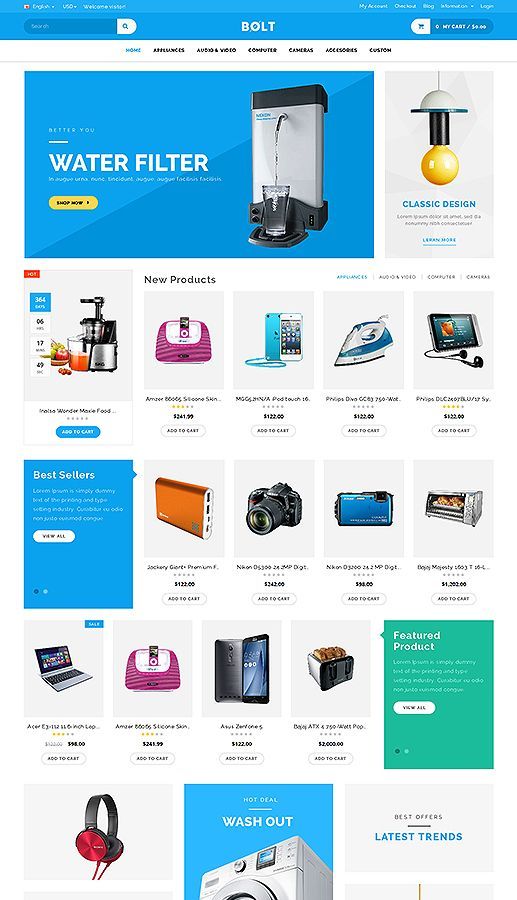 English
USD
Welcome visitor!
My Account
Checkout
Blog
Information
Login
Search
BOLT
0 MY CART / $0.00
HOME
APPLIANCES
AUDIO & VIDEO
COMPUTER
CAMERAS
ACCESORIES
CUSTOM
BETTER YOU
WATER FILTER
In augue urna, nunc, tincidunt, augue, augue facilisis facilisis.
SHOP NOW
CLASSIC DESIGN
Lorem ipsum dolor sit amet, sed diam nibh consectetuer
LEARN MORE
HOT
364
DAYS
06
HRS
17
MINS
49
SEC
Inalsa Wonder Maxie Food ...
ADD TO CART
New Products
APPLIANCES
AUDIO & VIDEO
COMPUTER
CAMERAS
Amzer 86065 Silicone Skin...
$241.99
ADD TO CART
MGG52HN/A iPod touch 16...
$122.00
ADD TO CART
Philips Diva GC83 750-Wat...
ADD TO CART
Philips DLC2407BLK/17 Sy...
$122.00
ADD TO CART
Best Sellers
Lorem Ipsum is simply dummy
text of the printing and type
setting industry. Curabitur eu odio
non justo euismod congue
VIEW ALL
Jackery Giant+ Premium F...
$122.00
ADD TO CART
Nikon D5300 24.2MP Digit...
$242.00
ADD TO CART
Nikon D3200 24.2 MP Digit...
$98.00
ADD TO CART
Bajaj Majesty 1603 T 16-L...
$1,202.00
ADD TO CART
SALE
Acer E3-112 11.6-inch Lap...
$122.00 $98.00
ADD TO CART
Amzer 86065 Silicone Skin...
$241.99
ADD TO CART
Asus Zenfone 5
$122.00
ADD TO CART
Bajaj ATX 4 750-Watt Pop...
$2,000.00
ADD TO CART
Featured
Product
Lorem Ipsum is simply dummy
text of the printing and type
setting industry. Curabitur eu odio
non justo euismod congue
VIEW ALL
HOT DEAL
WASH OUT
BEST OFFERS
LATEST TRENDS